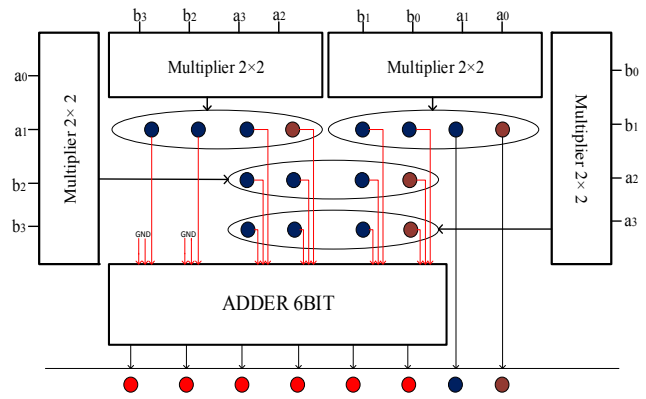 b3 b2 a3 a2 b1 b0 a1 a0
Multiplier 2×2
Multiplier 2×2
a0
a1
b2
b3
Multiplier 2× 2
Multiplier 2× 2
b0
b1
a2
a3
GND
GND
ADDER 6BIT